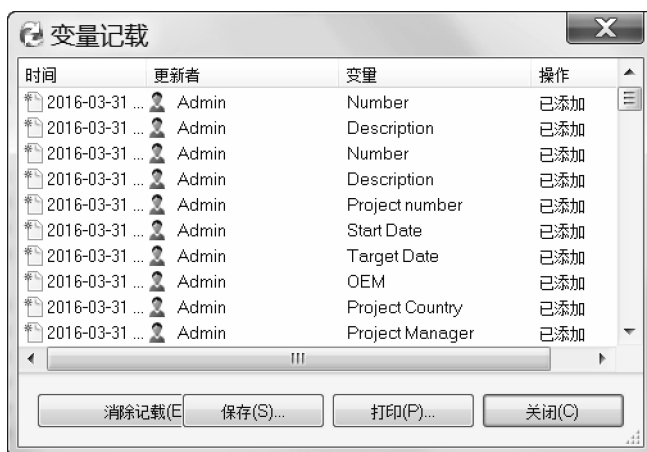 变量记载
时间 更新者 变量 操作
2016-03-31 ... Admin Number 已添加
2016-03-31 ... Admin Description 已添加
2016-03-31 ... Admin Number 已添加
2016-03-31 ... Admin Description 已添加
2016-03-31 ... Admin Project number 已添加
2016-03-31 ... Admin Start Date 已添加
2016-03-31 ... Admin Target Date 已添加
2016-03-31 ... Admin OEM 已添加
2016-03-31 ... Admin Project Country 已添加
2016-03-31 ... Admin Project Manager 已添加
消除记载(E 保存(S)... 打印(P)... 关闭(C)